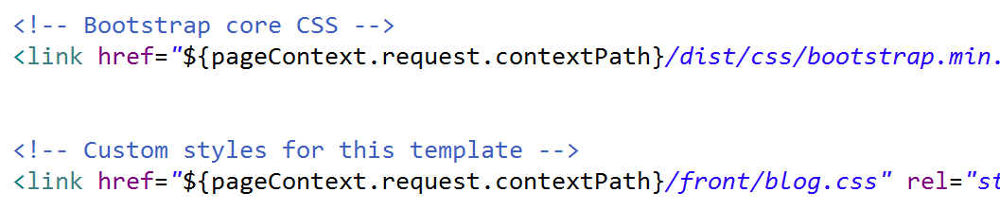 <!-- Bootstrap core CSS -->
<link href="${pageContext.request.contextPath}/dist/css/bootstrap.min.
<!-- Custom styles for this template -->
<link href="${pageContext.request.contextPath}/front/blog.css" rel="st